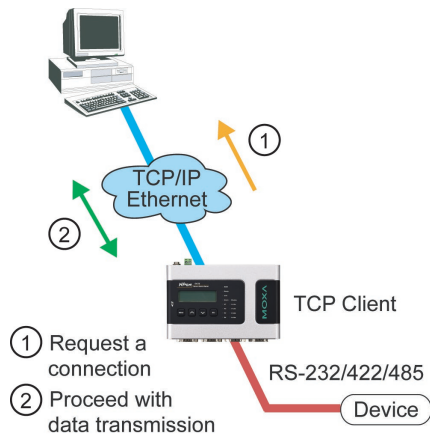 1
TCP/IP
Ethernet
2
MOXA
TCP Client
1 Request a
connection
RS-232/422/485
2 Proceed with
data transmission
Device